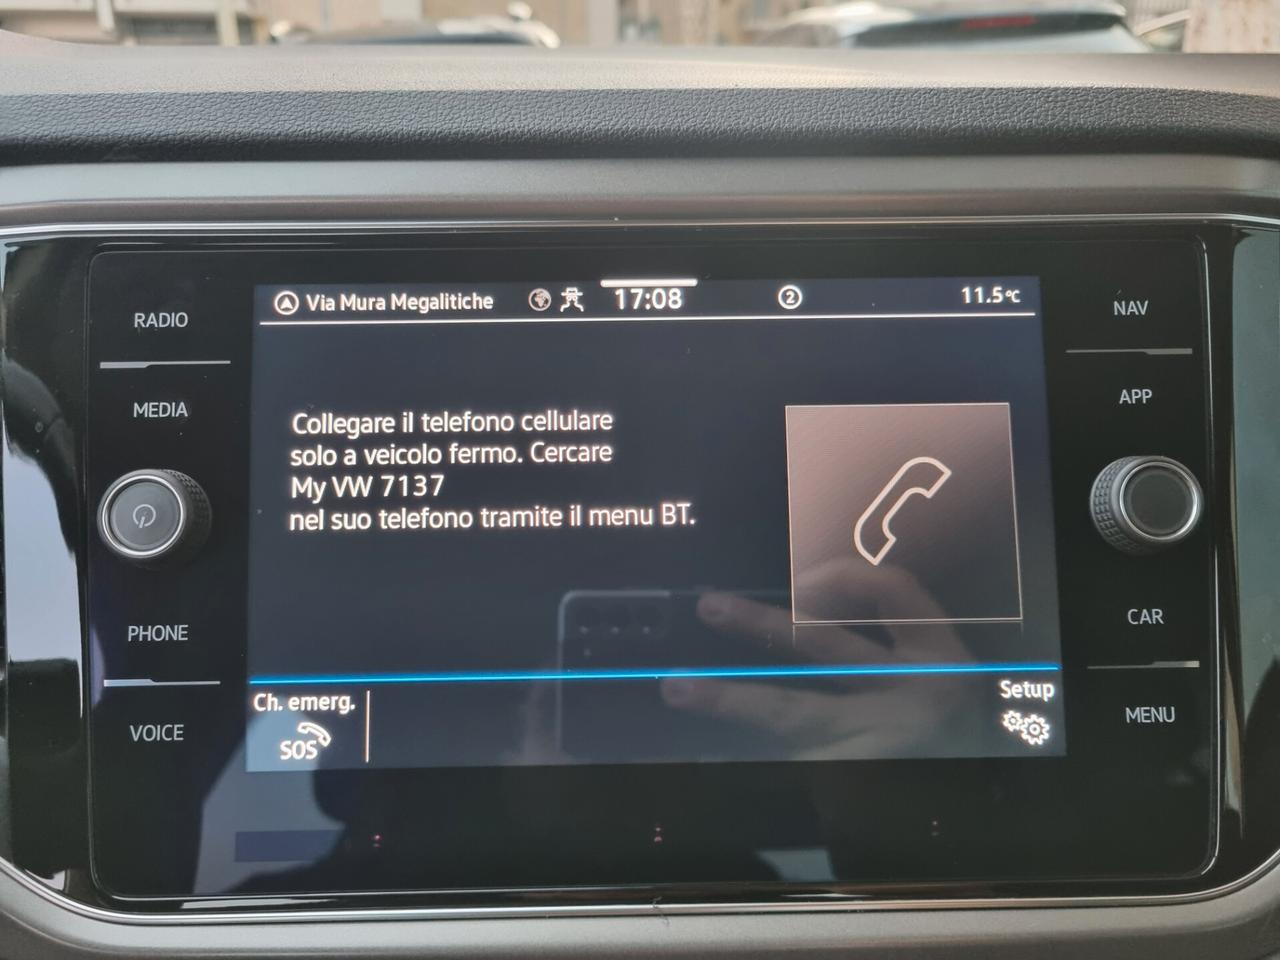 Via Mura Megalitiche 17:08 2 11.5°C
RADIO
MEDIA
PHONE
VOICE
Collegare il telefono cellulare
solo a veicolo fermo. Cercare
My VW 7137
nel suo telefono tramite il menu BT.
Ch. emerg.
SOS
Setup
NAV
APP
CAR
MENU